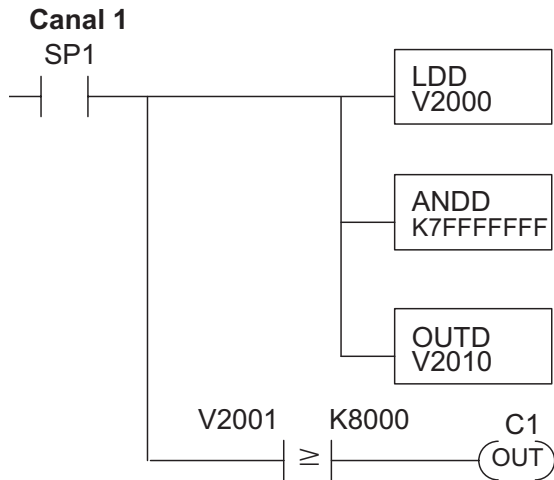 Canal 1
SP1
LDD
V2000
ANDD
K7FFFFFFF
OUTD
V2010
V2001 ≥ K8000
C1
OUT